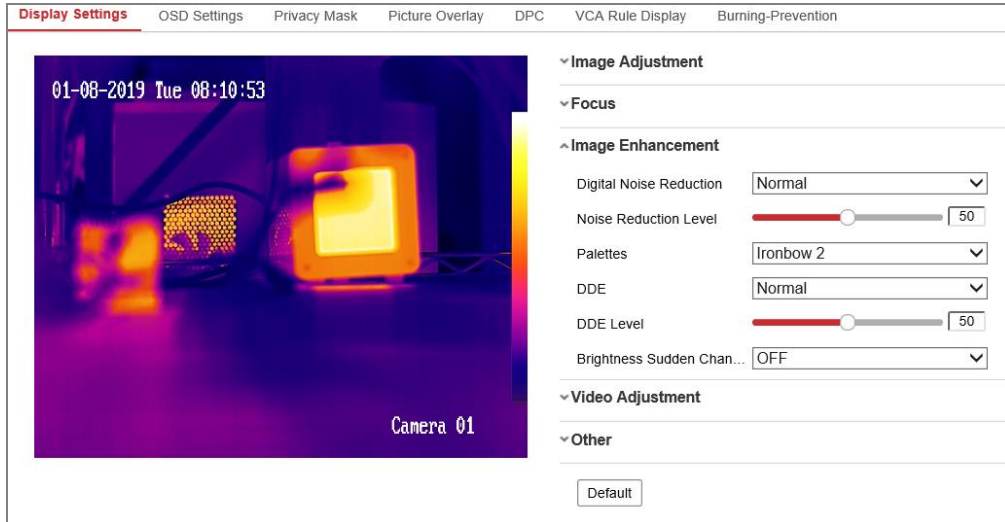 Display Settings OSD Settings Privacy Mask Picture Overlay DPC VCA Rule Display Burning-Prevention
01-08-2019 Tue 08:10:53
Camera 01
Image Adjustment
Focus
Image Enhancement
Digital Noise Reduction Normal
Noise Reduction Level 50
Palettes Ironbow 2
DDE Normal
DDE Level 50
Brightness Sudden Chan... OFF
Video Adjustment
Other
Default